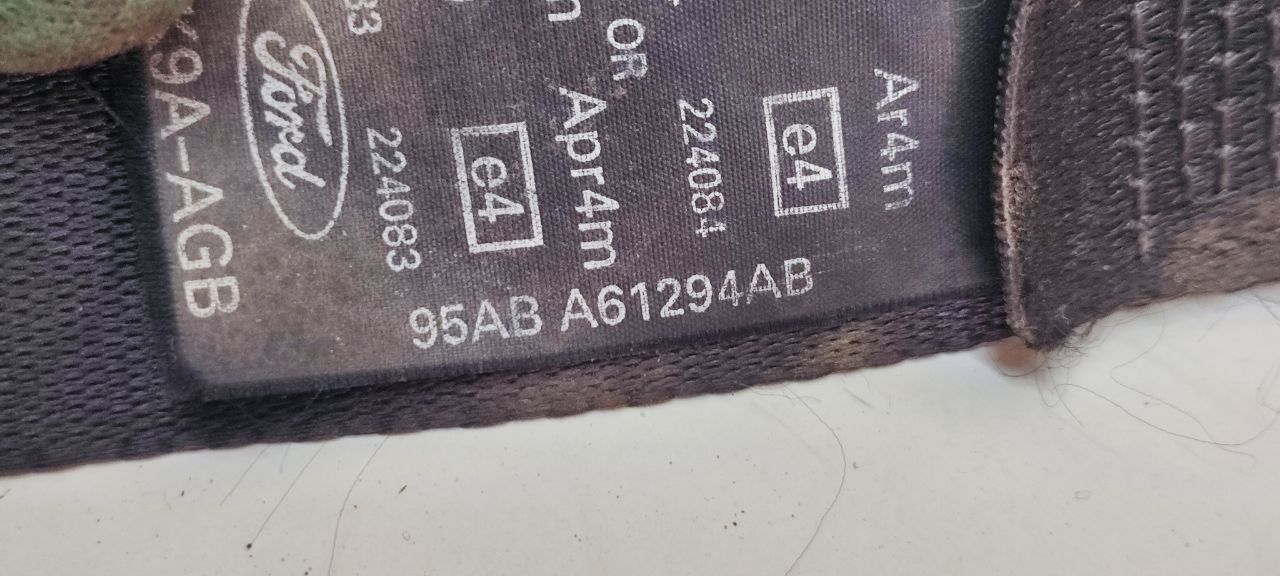 9A-AGB
Ford
224083
e4
OR
Apr4m
224084
e4
Ar4m
95AB A61294AB